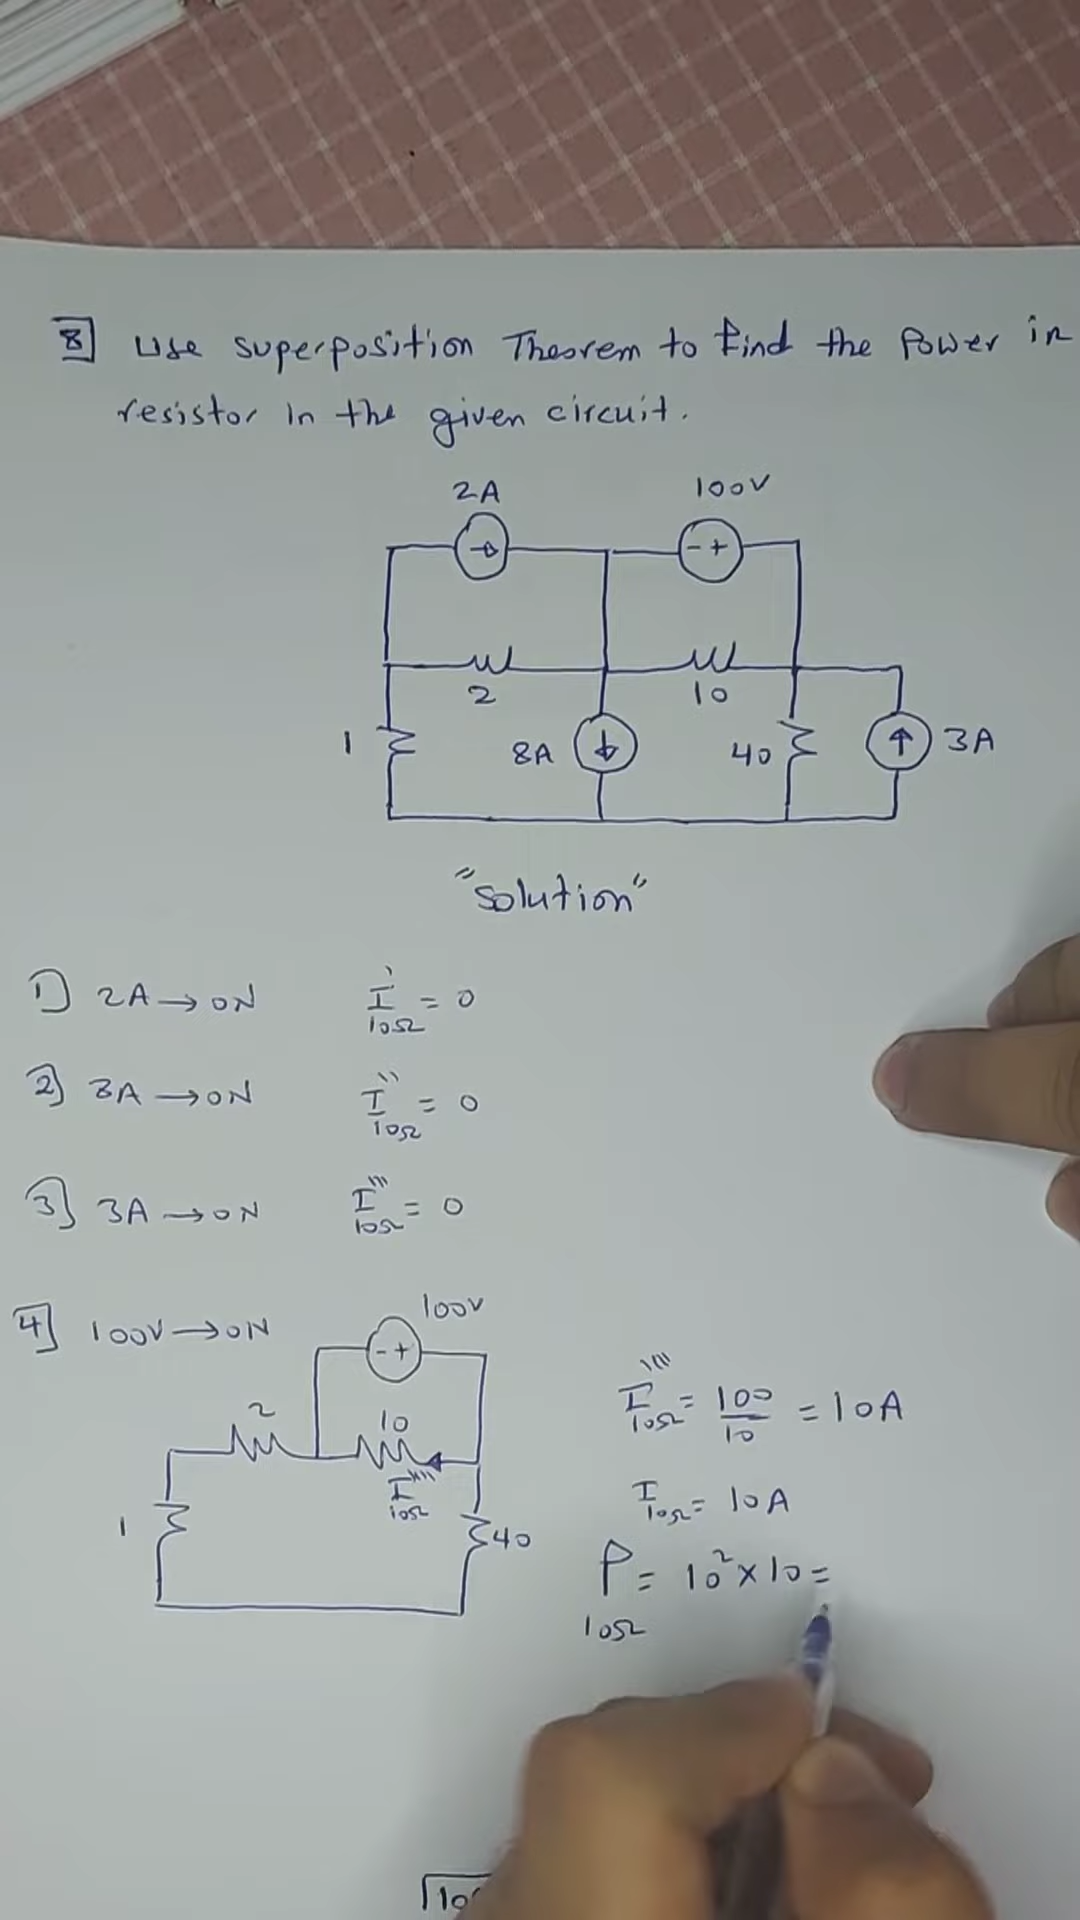 8 Use superposition Theorem to Find the Power in
resistor in the given circuit.
2A
100V
- +
2
10
1
8A
40
3A
"Solution"
1) 2A → ON I' 10Ω = 0
2) 8A → ON I'' 10Ω = 0
3) 3A → ON I''' 10Ω = 0
4] 100V → ON
100V
- +
2
10
I'''' 10Ω
1
40
I'''' 10Ω = 100/10 = 10A
I 10Ω = 10A
P 10Ω = 10² × 10 =